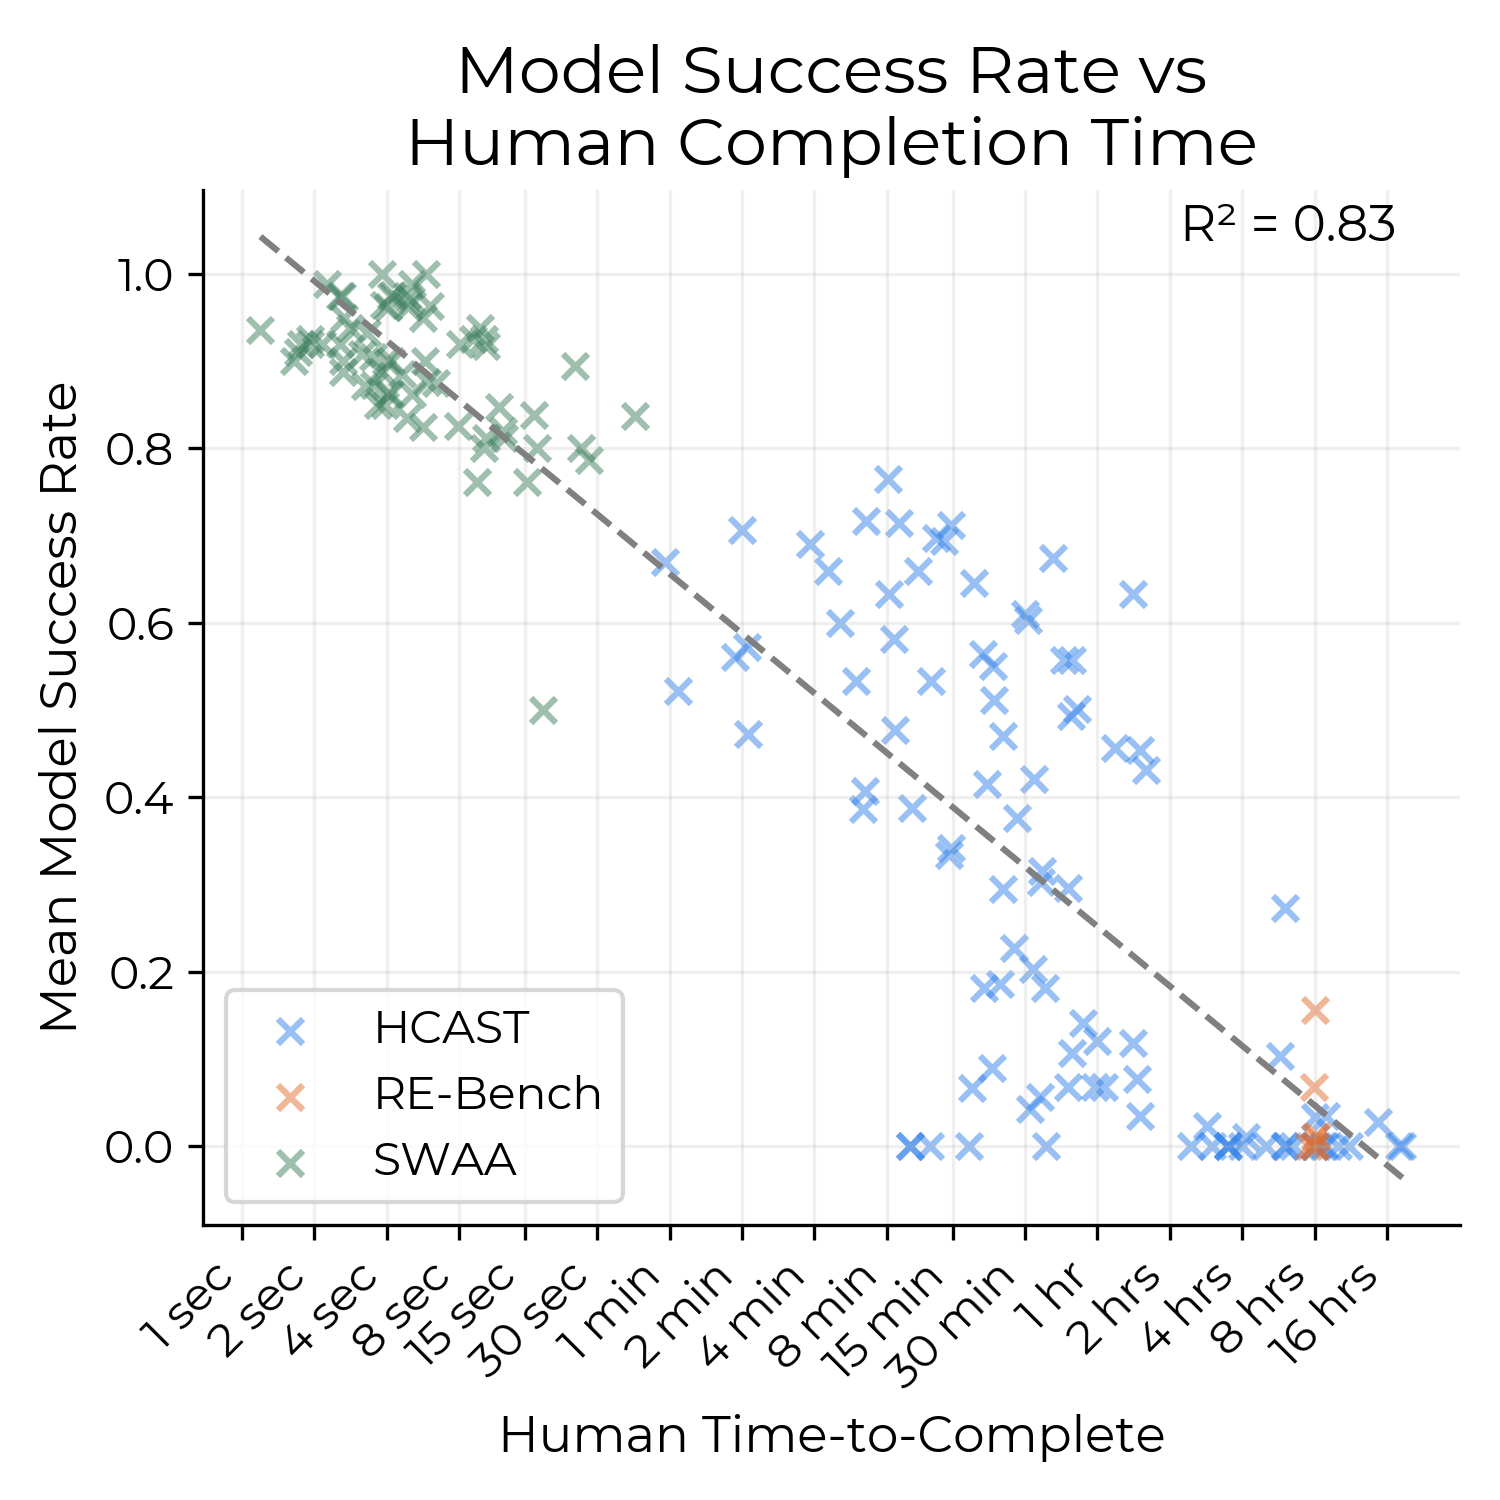 Model Success Rate vs
Human Completion Time
R² = 0.83
Mean Model Success Rate
1.0
0.8
0.6
0.4
0.2
0.0
HCAST
RE-Bench
SWAA
1 sec
2 sec
4 sec
8 sec
15 sec
30 sec
1 min
2 min
4 min
8 min
15 min
30 min
1 hr
2 hrs
4 hrs
8 hrs
16 hrs
Human Time-to-Complete